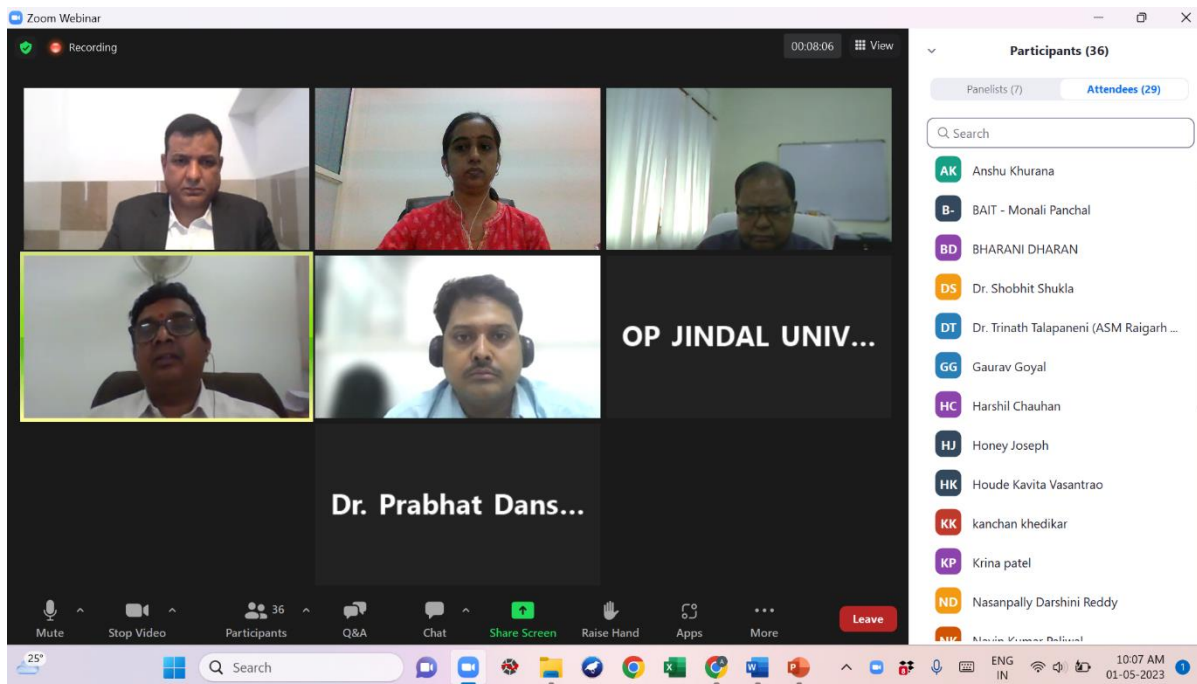 Zoom Webinar
Recording
00:08:06
View
OP JINDAL UNIV...
Dr. Prabhat Dans...
Participants (36)
Panelists (7)
Attendees (29)
Search
AK Anshu Khurana
B- BAIT - Monali Panchal
BD BHARANI DHARAN
DS Dr. Shobhit Shukla
DT Dr. Trinath Talapaneni (ASM Raigarh ...
GG Gaurav Goyal
HC Harshil Chauhan
HJ Honey Joseph
HK Houde Kavita Vasantrao
KK kanchan khedikar
KP Krina patel
ND Nasanpally Darshini Reddy
NK Navin Kumar Paliwal
Mute
Stop Video
36
Participants
Q&A
Chat
Share Screen
Raise Hand
Apps
More
Leave
25°
Search
ENG
IN
10:07 AM
01-05-2023
1